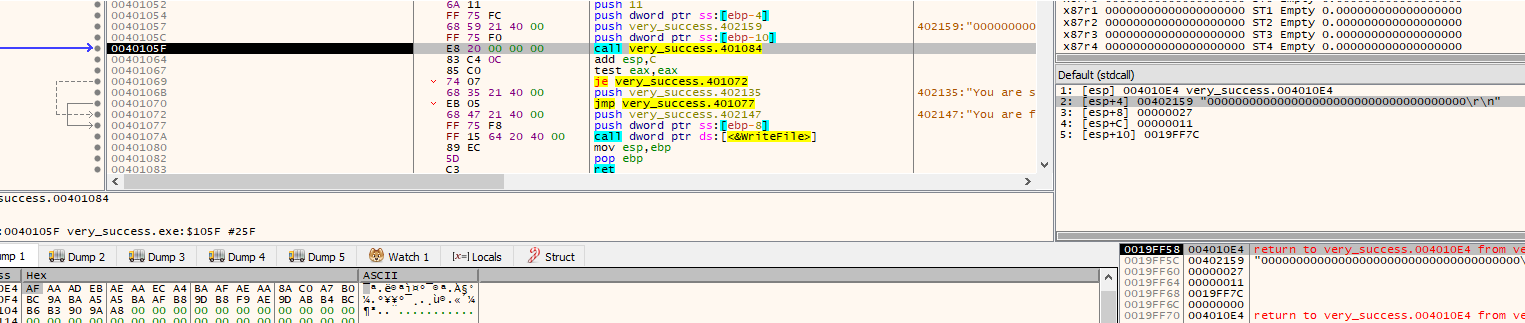 00401052 6A 11 push 11
00401054 FF 75 FC push dword ptr ss:[ebp-4]
00401057 68 59 21 40 00 push very_success.402159 402159:"000000000
0040105C FF 75 F0 push dword ptr ss:[ebp-10]
0040105F E8 20 00 00 00 call very_success.401084
00401064 83 C4 0C add esp,C
00401067 85 C0 test eax,eax
00401069 74 07 je very_success.401072
0040106B 68 35 21 40 00 push very_success.402135 402135:"You are s
00401070 EB 05 jmp very_success.401077
00401072 68 47 21 40 00 push very_success.402147 402147:"You are f
00401077 FF 75 F8 push dword ptr ss:[ebp-8]
0040107A FF 15 64 20 40 00 call dword ptr ds:[<&WriteFile>]
00401080 89 EC mov esp,ebp
00401082 5D pop ebp
00401083 C3 ret
x87r1 0000000000000000 ST1 Empty 0.000000000000000000
x87r2 0000000000000000 ST2 Empty 0.000000000000000000
x87r3 0000000000000000 ST3 Empty 0.000000000000000000
x87r4 0000000000000000 ST4 Empty 0.000000000000000000
Default (stdcall)
1: [esp] 004010E4 very_success.004010E4
2: [esp+4] 00402159 "0000000000000000000000000000000000000\r\n"
3: [esp+8] 00000027
4: [esp+C] 00000011
5: [esp+10] 0019FF7C
success.00401084
:0040105F very_success.exe:$105F #25F
ump 1 Dump 2 Dump 3 Dump 4 Dump 5 Watch 1 [x=] Locals Struct
ess Hex ASCII
0E4 AF AA AD EB AE AA EC A4 BA AF AE AA 8A C0 A7 B0
0F4 BC 9A BA A5 A5 BA AF B8 9D B8 F9 AE 9D AB B4 BC
104 B6 B3 90 9A A8 00 00 00 00 00 00 00 00 00 00 00
0019FF58 004010E4 return to very_success.004010E4 from ve
0019FF5C 00402159 "0000000000000000000000000000000000000\
0019FF60 00000027
0019FF64 00000011
0019FF68 0019FF7C
0019FF6C 00000000
0019FF70 004010E4 return to very_success.004010E4 from ve